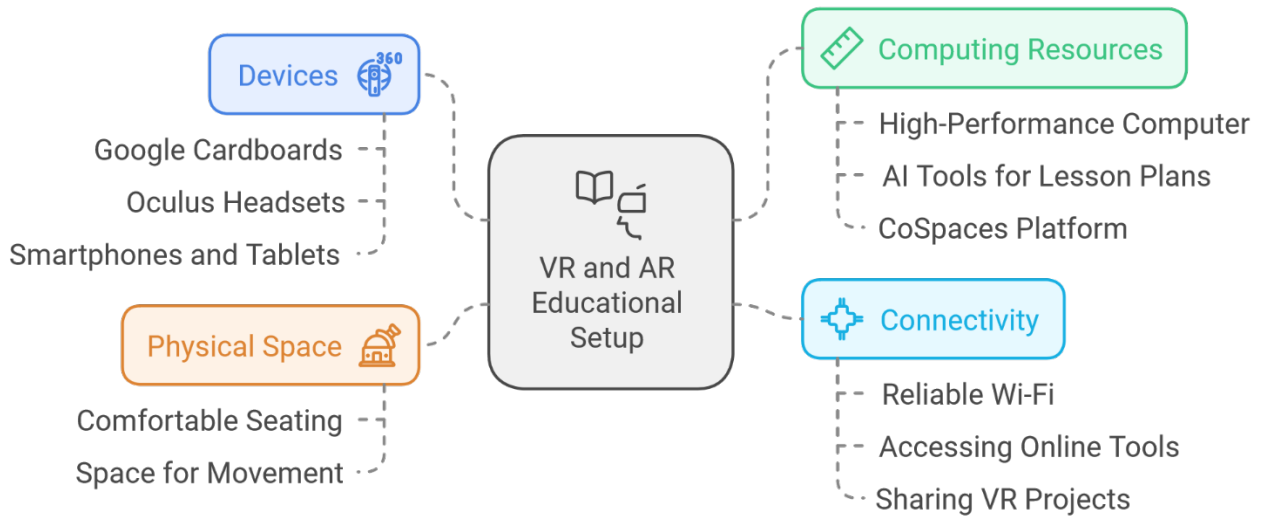 Devices
360
Google Cardboards
Oculus Headsets
Smartphones and Tablets
Physical Space
Comfortable Seating
Space for Movement
VR and AR
Educational
Setup
Computing Resources
High-Performance Computer
AI Tools for Lesson Plans
CoSpaces Platform
Connectivity
Reliable Wi-Fi
Accessing Online Tools
Sharing VR Projects